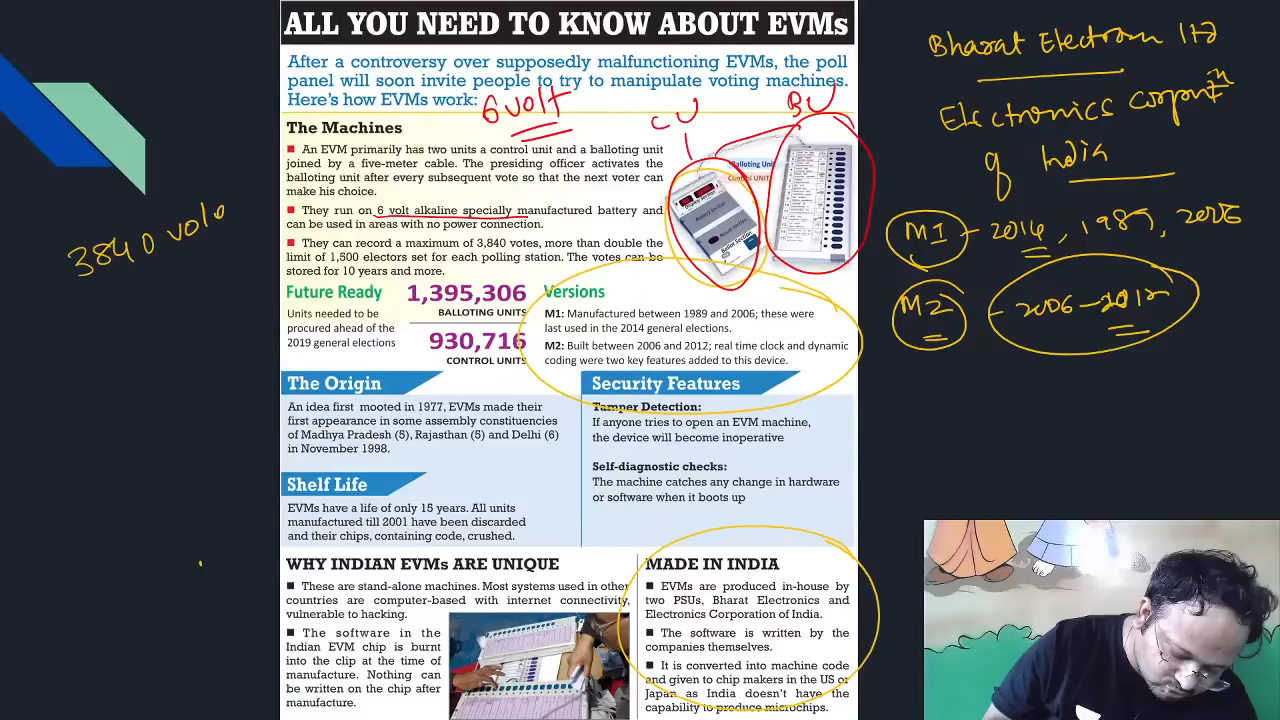 ALL YOU NEED TO KNOW ABOUT EVMs
After a controversy over supposedly malfunctioning EVMs, the poll
panel will soon invite people to try to manipulate voting machines.
Here's how EVMs work:
6 volt
CU
BU
The Machines
An EVM primarily has two units a control unit and a balloting unit
joined by a five-meter cable. The presiding officer activates the
balloting unit after every subsequent vote so that the next voter can
make his choice.
They run on 6 volt alkaline specially manufactured battery and
can be used in areas with no power connection.
They can record a maximum of 3,840 votes, more than double the
limit of 1,500 electors set for each polling station. The votes can be
stored for 10 years and more.
Balloting Unit
Control UNIT
Future Ready
Units needed to be
procured ahead of the
2019 general elections
1,395,306
BALLOTING UNITS
930,716
CONTROL UNITS
Versions
M1: Manufactured between 1989 and 2006; these were
last used in the 2014 general elections.
M2: Built between 2006 and 2012; real time clock and dynamic
coding were two key features added to this device.
The Origin
An idea first mooted in 1977, EVMs made their
first appearance in some assembly constituencies
of Madhya Pradesh (5), Rajasthan (5) and Delhi (6)
in November 1998.
Shelf Life
EVMs have a life of only 15 years. All units
manufactured till 2001 have been discarded
and their chips, containing code, crushed.
Security Features
Tamper Detection:
If anyone tries to open an EVM machine,
the device will become inoperative
Self-diagnostic checks:
The machine catches any change in hardware
or software when it boots up
WHY INDIAN EVMs ARE UNIQUE
These are stand-alone machines. Most systems used in other
countries are computer-based with internet connectivity,
vulnerable to hacking.
The software in the
Indian EVM chip is burnt
into the clip at the time of
manufacture. Nothing can
be written on the chip after
manufacture.
MADE IN INDIA
EVMs are produced in-house by
two PSUs, Bharat Electronics and
Electronics Corporation of India.
The software is written by the
companies themselves.
It is converted into machine code
and given to chip makers in the US or
Japan as India doesn't have the
capability to produce microchips.
3840
Bharat Electron ltd
Electronics
of India
M1 - 2014, 1989,
M2 - 2006-2012